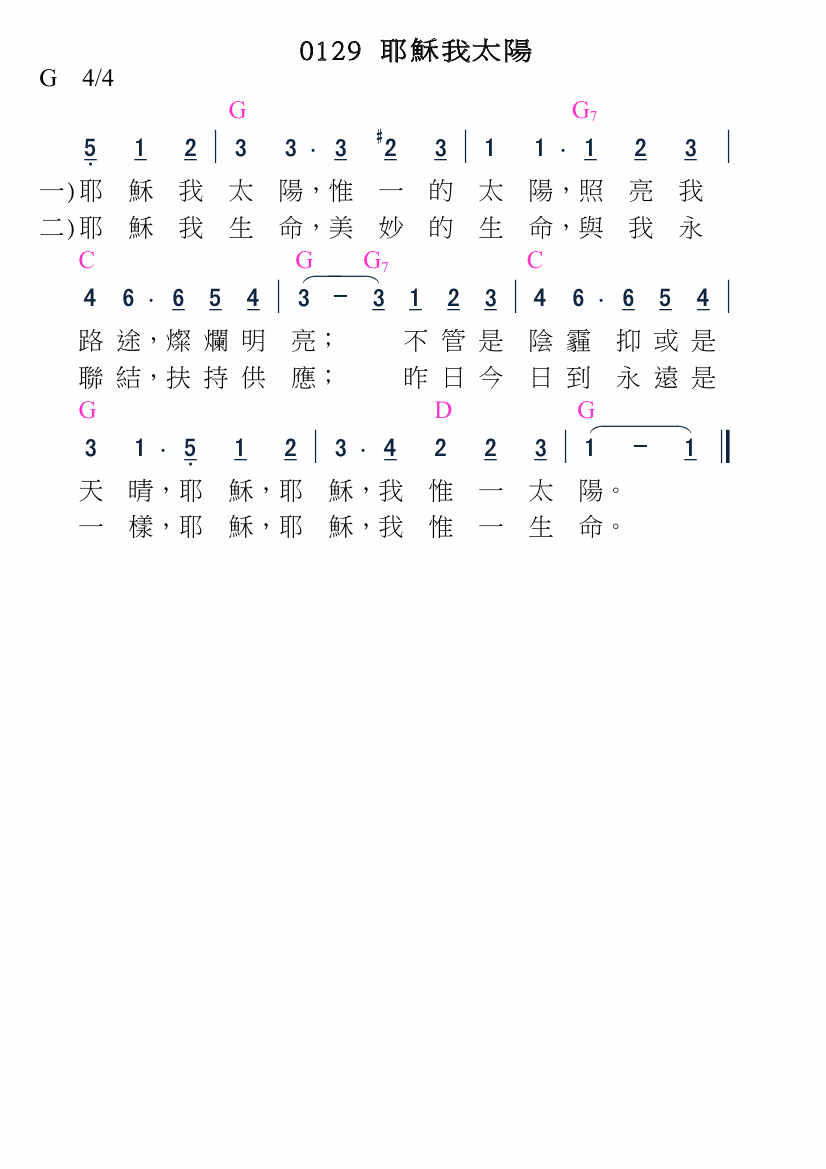 0129 耶穌我太陽
G 4/4
G G7
5 1 2 | 3 3 · 3 #2 3 | 1 1 · 1 2 3 |
一)耶 穌 我 太 陽，惟 一 的 太 陽，照 亮 我
二)耶 穌 我 生 命，美 妙 的 生 命，與 我 永
C G G7 C
4 6 · 6 5 4 | 3 － 3 1 2 3 | 4 6 · 6 5 4 |
路 途，燦 爛 明 亮； 不 管 是 陰 霾 抑 或 是
聯 結，扶 持 供 應； 昨 日 今 日 到 永 遠 是
G D G
3 1 · 5 1 2 | 3 · 4 2 2 3 | 1 － 1 ‖
天 晴，耶 穌，耶 穌，我 惟 一 太 陽。
一 樣，耶 穌，耶 穌，我 惟 一 生 命。